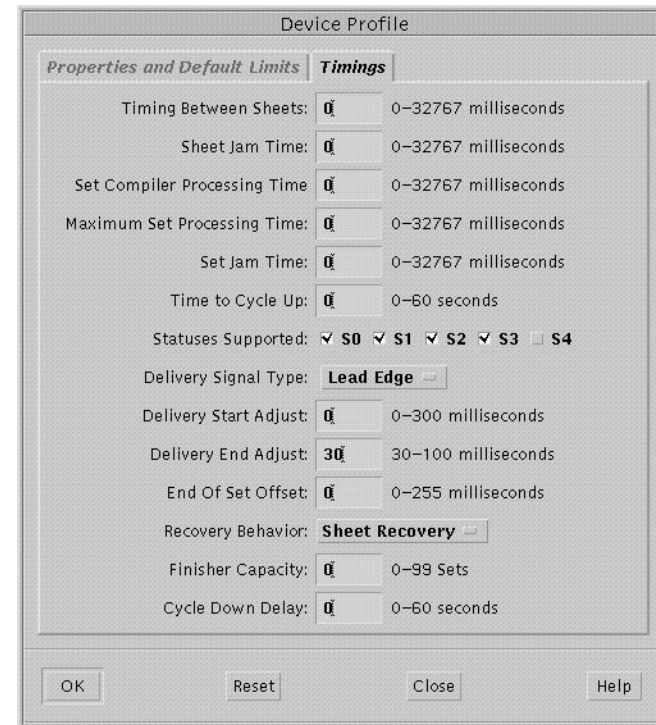 Device Profile
Properties and Default Limits Timings
Timing Between Sheets: 0 0-32767 milliseconds
Sheet Jam Time: 0 0-32767 milliseconds
Set Compiler Processing Time 0 0-32767 milliseconds
Maximum Set Processing Time: 0 0-32767 milliseconds
Set Jam Time: 0 0-32767 milliseconds
Time to Cycle Up: 0 0-60 seconds
Statuses Supported: S0 S1 S2 S3 S4
Delivery Signal Type: Lead Edge
Delivery Start Adjust: 0 0-300 milliseconds
Delivery End Adjust: 30 30-100 milliseconds
End Of Set Offset: 0 0-255 milliseconds
Recovery Behavior: Sheet Recovery
Finisher Capacity: 0 0-99 Sets
Cycle Down Delay: 0 0-60 seconds
OK Reset Close Help